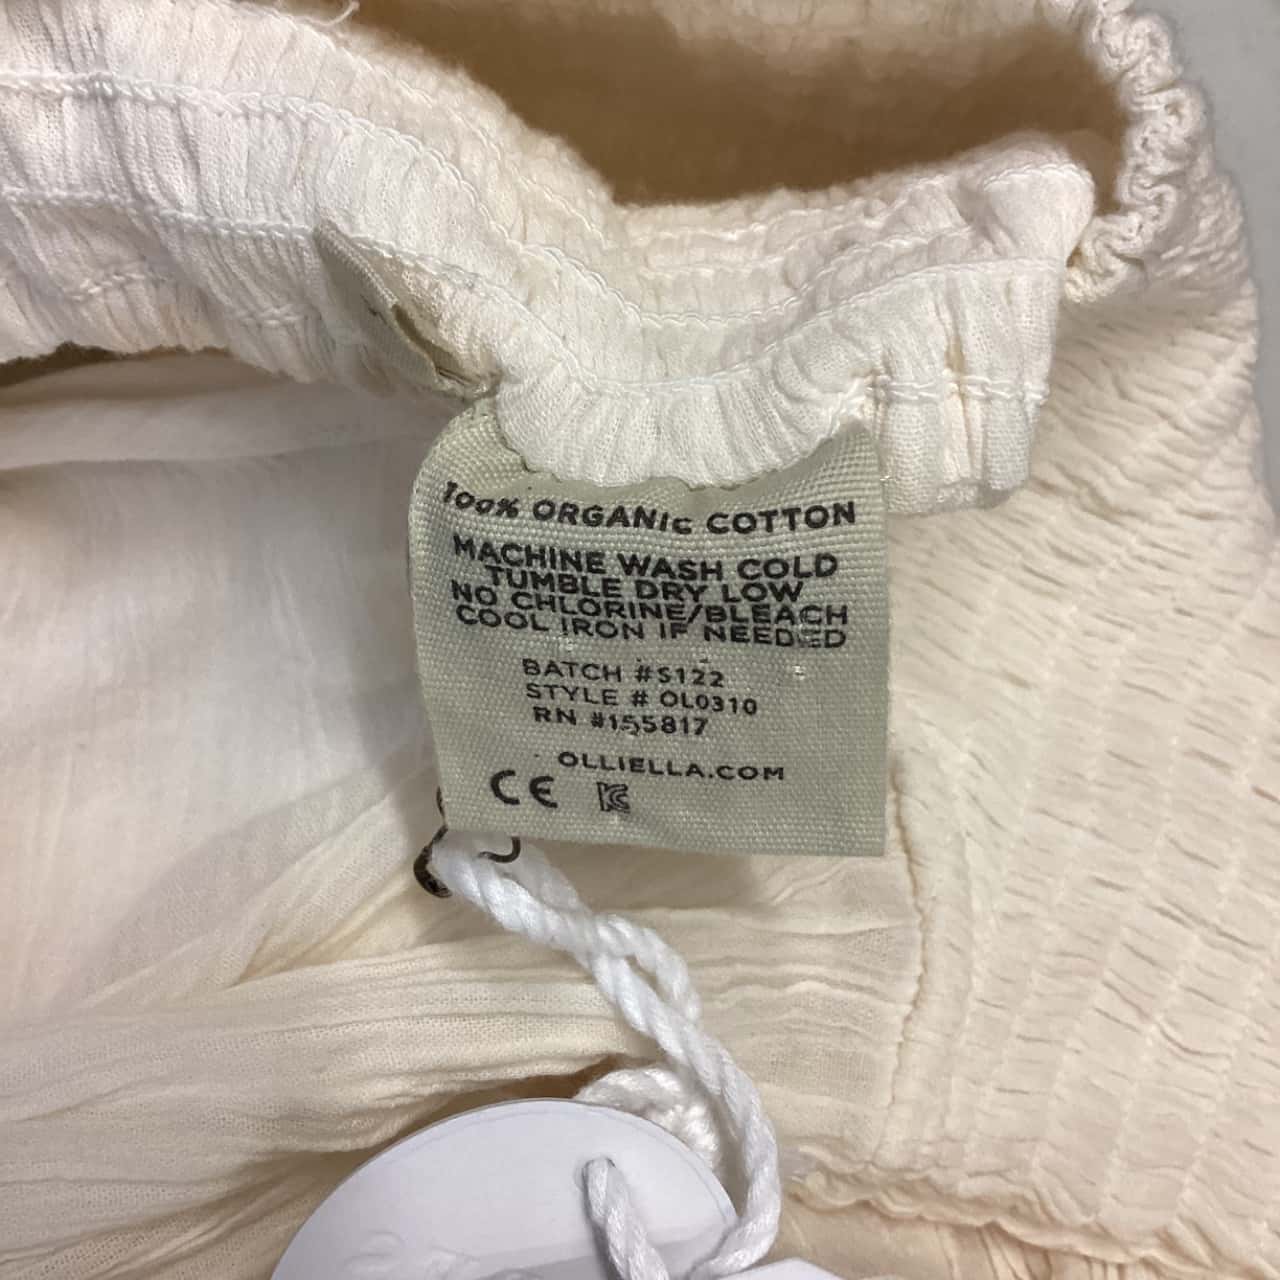 100% ORGANIC COTTON
MACHINE WASH COLD
TUMBLE DRY LOW
NO CHLORINE/BLEACH
COOL IRON IF NEEDED
BATCH #S122
STYLE # OL0310
RN #155817
OLLIELLA.COM
CE